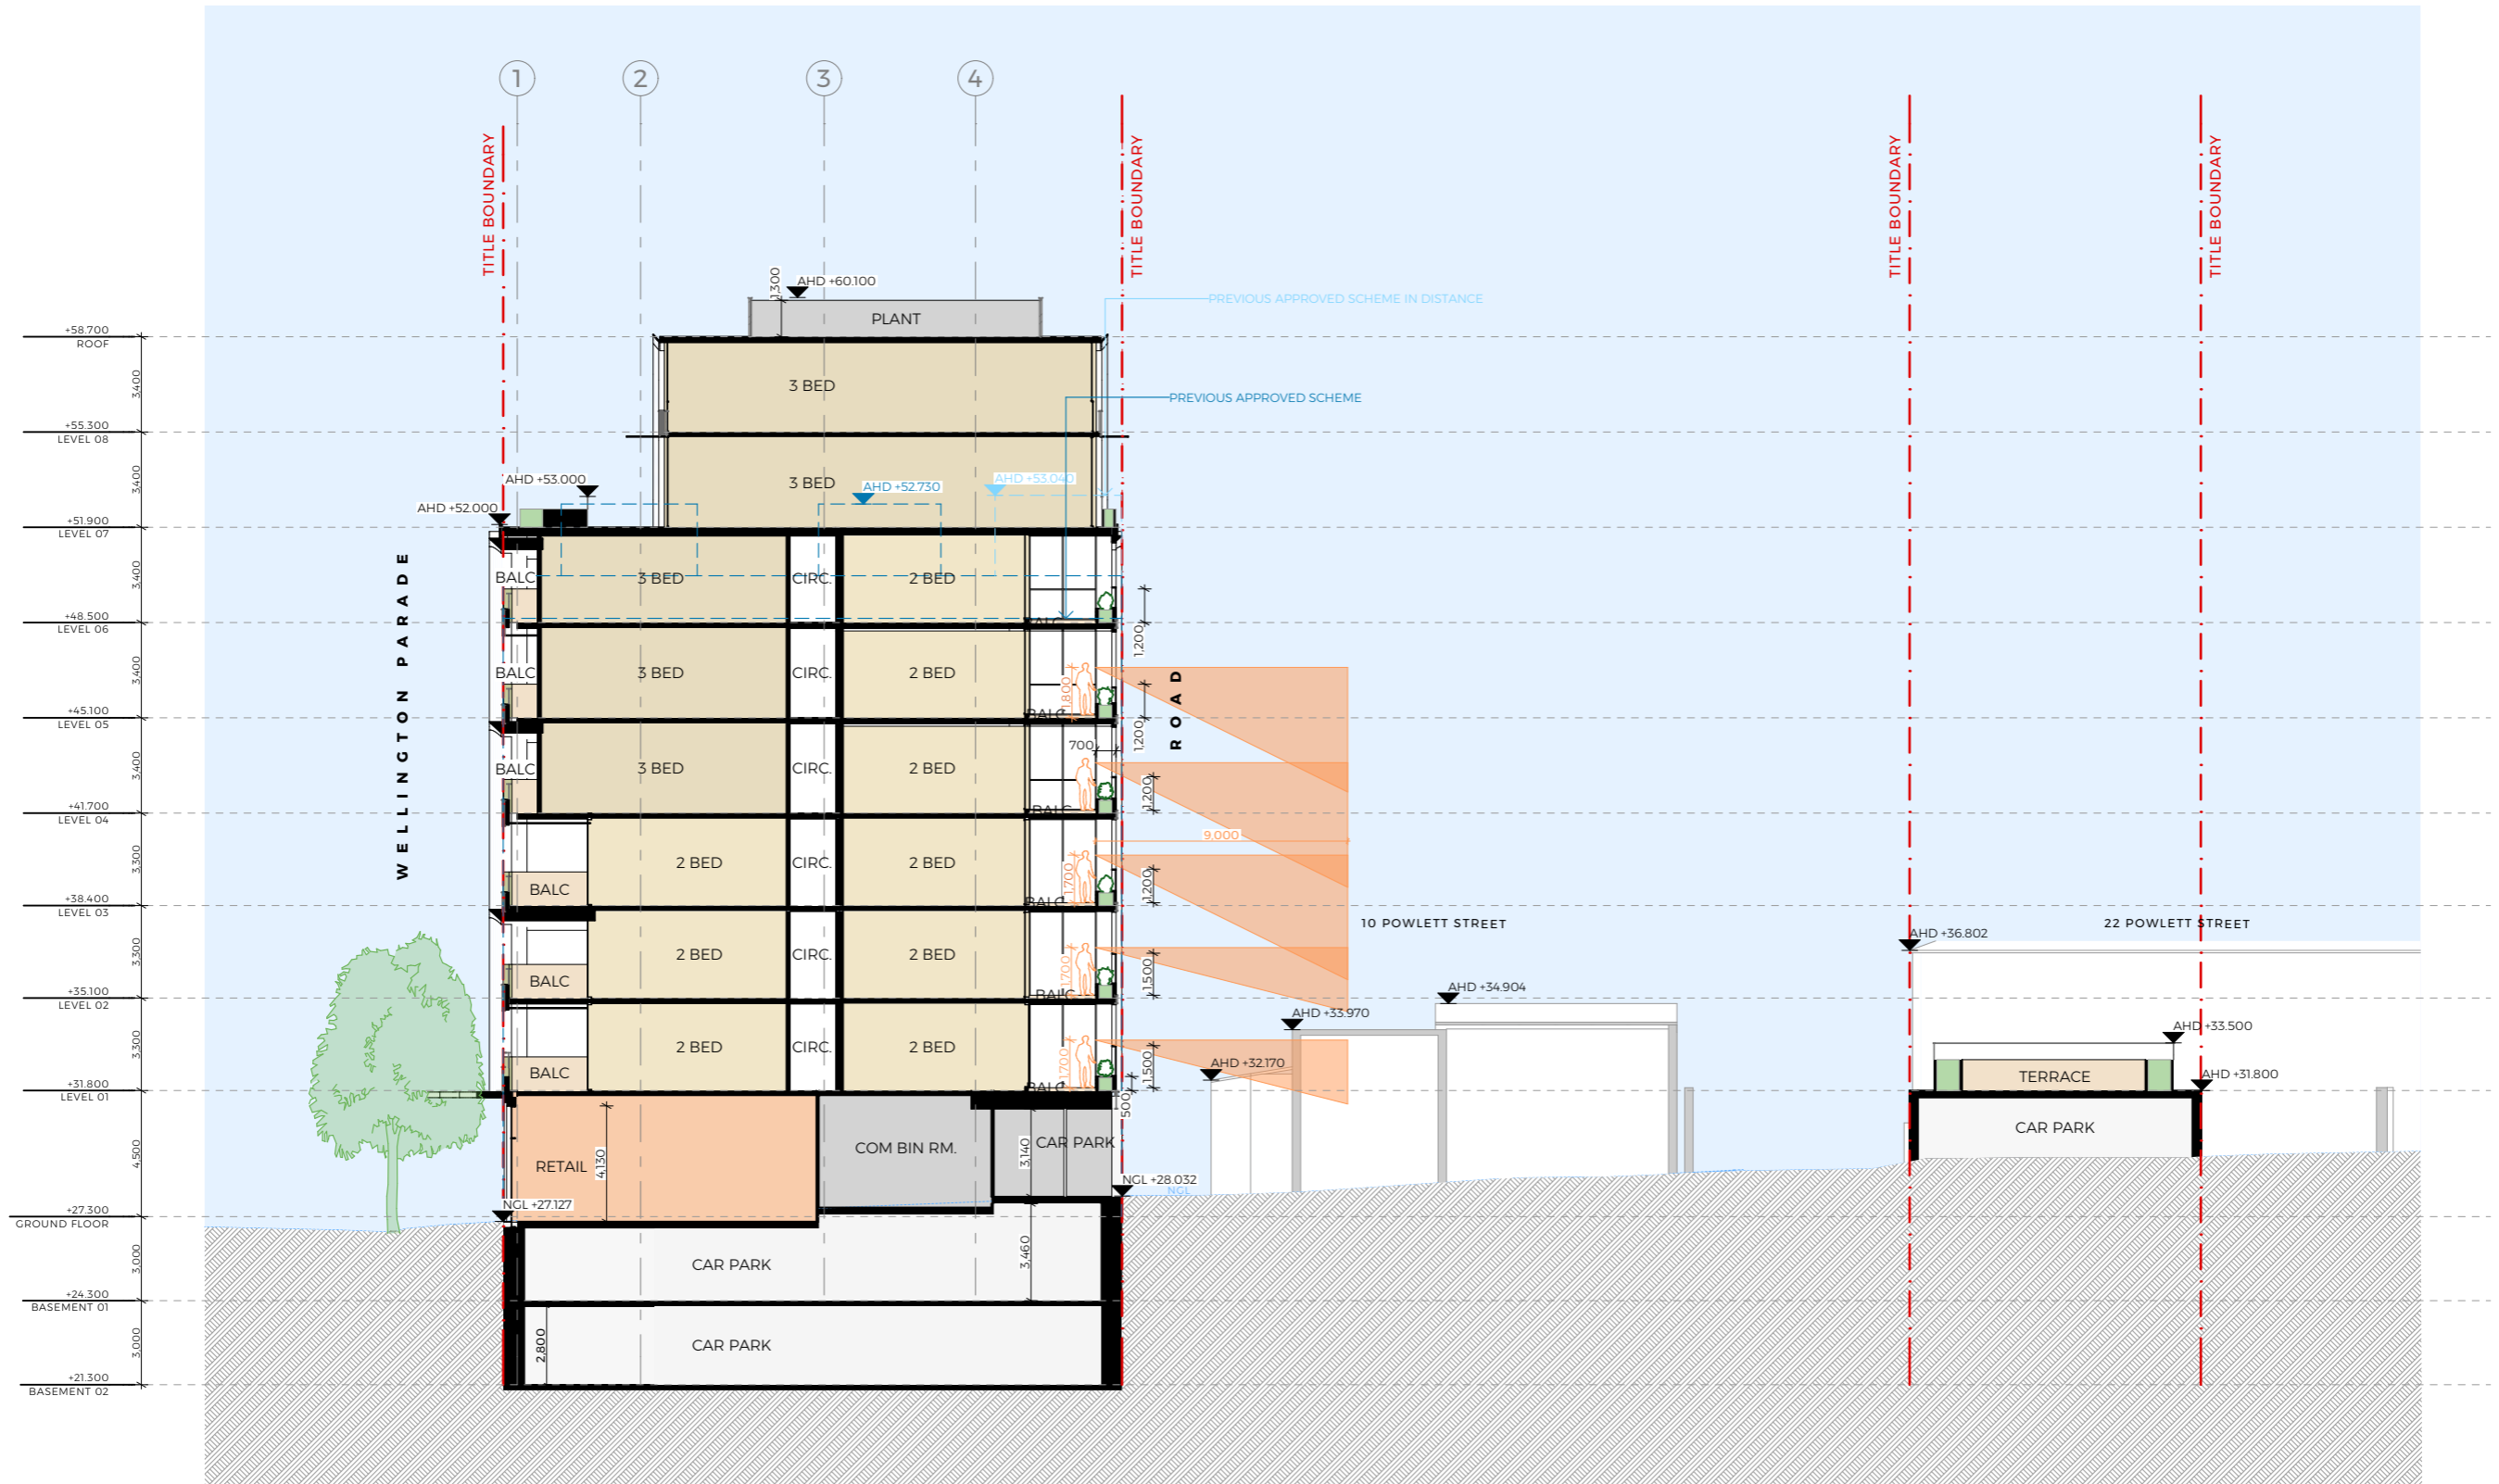 1
2
3
4
TITLE BOUNDARY
TITLE BOUNDARY
TITLE BOUNDARY
TITLE BOUNDARY
1,300
AHD +60.100
PREVIOUS APPROVED SCHEME IN DISTANCE
PLANT
+58.700
ROOF
3,400
3 BED
PREVIOUS APPROVED SCHEME
+55.300
LEVEL 08
3,400
AHD +53.000
3 BED
AHD +52.730
AHD +53.040
AHD +52.000
+51.900
LEVEL 07
3,400
BALC
3 BED
CIRC.
2 BED
BALC
+48.500
LEVEL 06
1,200
3,400
BALC
3 BED
CIRC.
2 BED
1,800
BALC
WELLINGTON PARADE
ROAD
+45.100
LEVEL 05
1,200
700
3,400
BALC
3 BED
CIRC.
2 BED
1,200
BALC
+41.700
LEVEL 04
9,000
3,300
2 BED
CIRC.
2 BED
1,700
1,200
BALC
BALC
+38.400
LEVEL 03
10 POWLETT STREET
22 POWLETT STREET
AHD +36.802
3,300
2 BED
CIRC.
2 BED
1,700
1,500
BALC
BALC
+35.100
LEVEL 02
AHD +34.904
AHD +33.970
AHD +33.500
3,300
2 BED
CIRC.
2 BED
1,700
1,500
AHD +32.170
BALC
BALC
TERRACE
AHD +31.800
+31.800
LEVEL 01
500
4,500
RETAIL
4,130
COM BIN RM.
3,140
CAR PARK
CAR PARK
NGL +28.032
NGL
NGL +27.127
+27.300
GROUND FLOOR
3,000
CAR PARK
3,460
+24.300
BASEMENT 01
3,000
2,800
CAR PARK
+21.300
BASEMENT 02